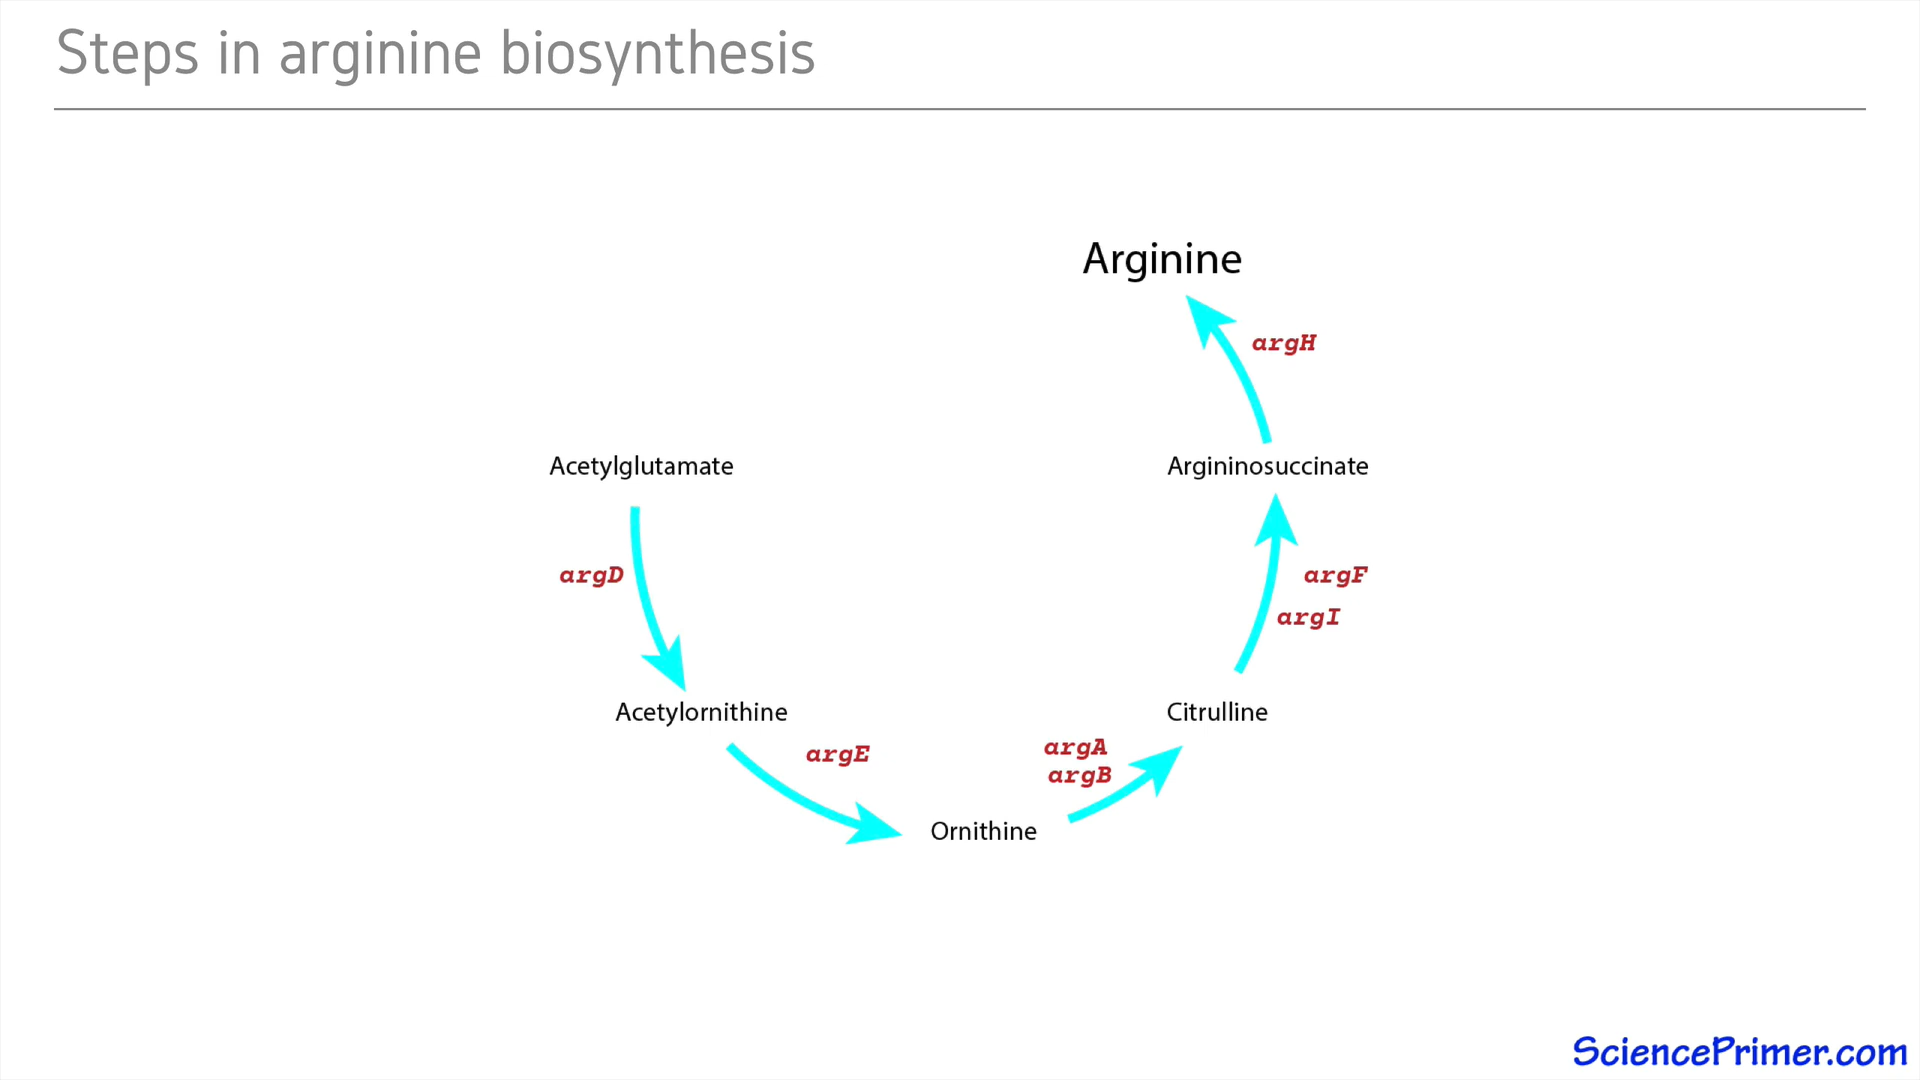 Steps in arginine biosynthesis
Arginine
argH
Acetylglutamate
Argininosuccinate
argD
argF
argI
Acetylornithine
Citrulline
argE
argA
argB
Ornithine
SciencePrimer.com